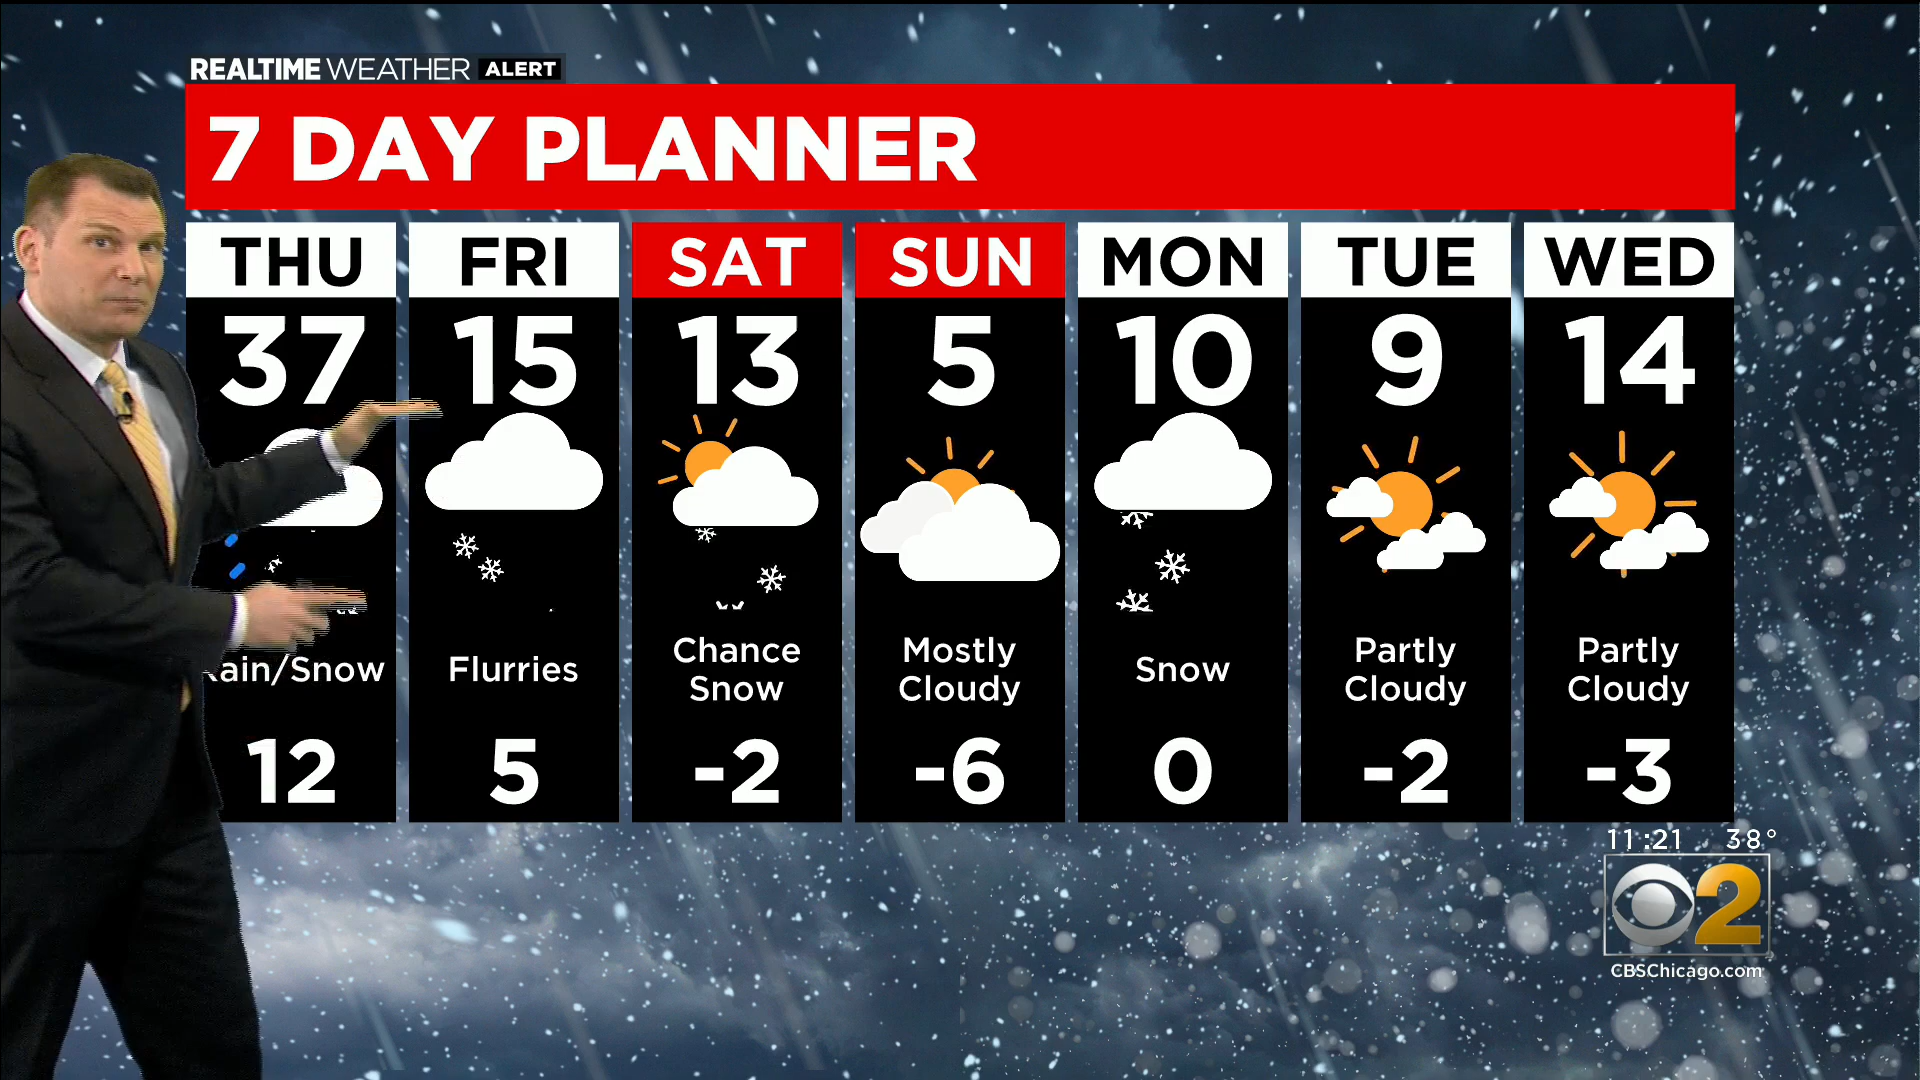 REALTIME WEATHER ALERT
7 DAY PLANNER
THU FRI SAT SUN MON TUE WED
37 15 13 5 10 9 14
Rain/Snow Flurries Chance Snow Mostly Cloudy Snow Partly Cloudy Partly Cloudy
12 5 -2 -6 0 -2 -3
11:21 38°
2
CBSChicago.com